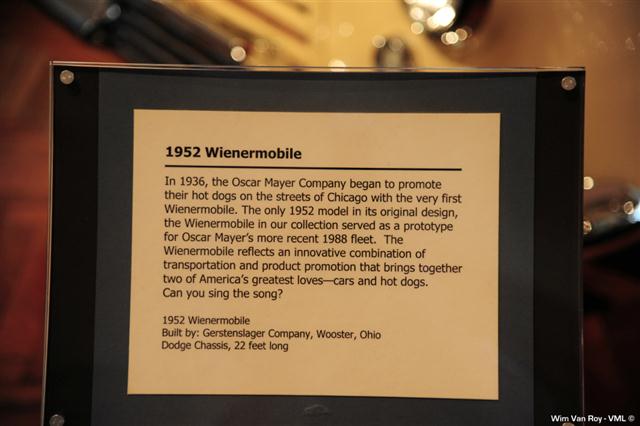 1952 Wienermobile
In 1936, the Oscar Mayer Company began to promote
their hot dogs on the streets of Chicago with the very first
Wienermobile. The only 1952 model in its original design,
the Wienermobile in our collection served as a prototype
for Oscar Mayer's more recent 1988 fleet. The
Wienermobile reflects an innovative combination of
transportation and product promotion that brings together
two of America's greatest loves—cars and hot dogs.
Can you sing the song?
1952 Wienermobile
Built by: Gerstenslager Company, Wooster, Ohio
Dodge Chassis, 22 feet long
Wim Van Roy - VML ©